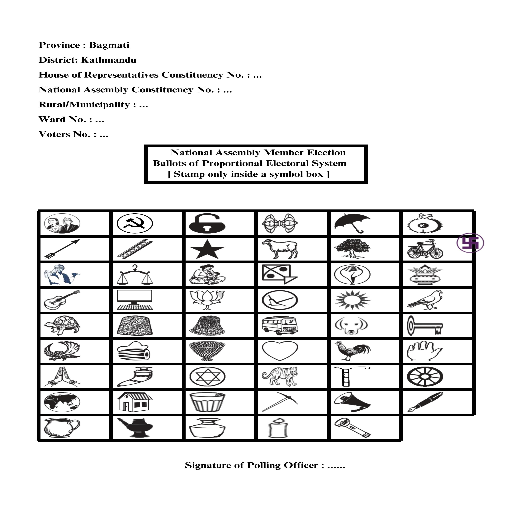 Province : Bagmati
District: Kathmandu
House of Representatives Constituency No. : ...
National Assembly Constituency No. : ...
Rural/Municipality : ...
Ward No. : ...
Voters No. : ...
National Assembly Member Election
Ballots of Proportional Electoral System
[ Stamp only inside a symbol box ]
Signature of Polling Officer : ......